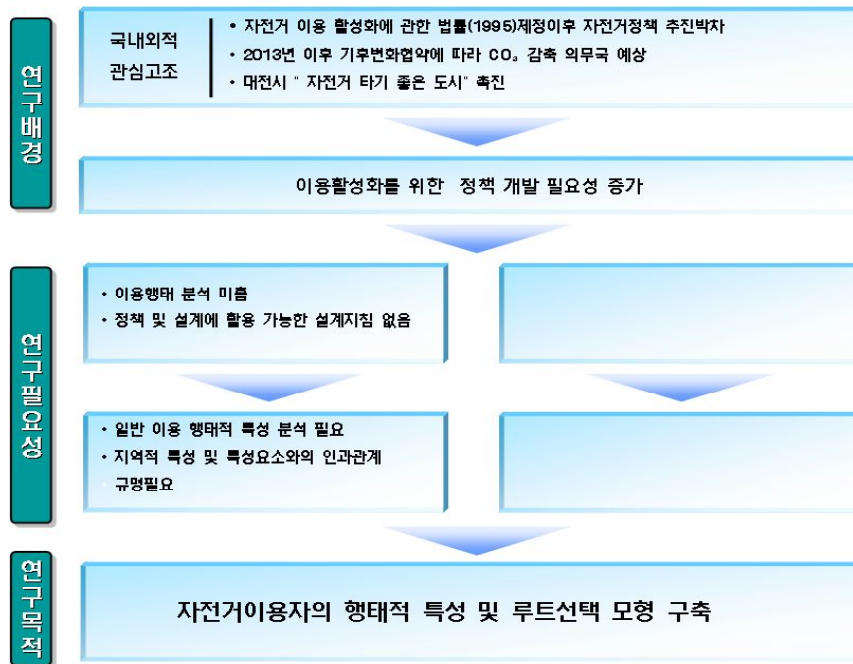 연구배경
국내외적
관심고조
• 자전거 이용 활성화에 관한 법률(1995)제정이후 자전거정책 추진박차
• 2013년 이후 기후변화협약에 따라 CO₂ 감축 의무국 예상
• 대전시 " 자전거 타기 좋은 도시" 촉진
이용활성화를 위한 정책 개발 필요성 증가
연구필요성
• 이용행태 분석 미흡
• 정책 및 설계에 활용 가능한 설계지침 없음
• 일반 이용 행태적 특성 분석 필요
• 지역적 특성 및 특성요소와의 인과관계
규명필요
연구목적
자전거이용자의 행태적 특성 및 루트선택 모형 구축